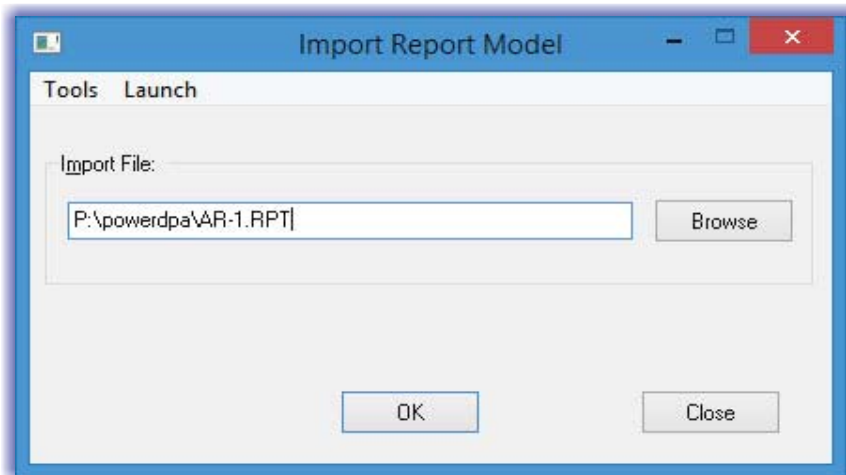 Import Report Model
Tools Launch
Import File:
P:\powerdpa\AR-1.RPT
Browse
OK
Close